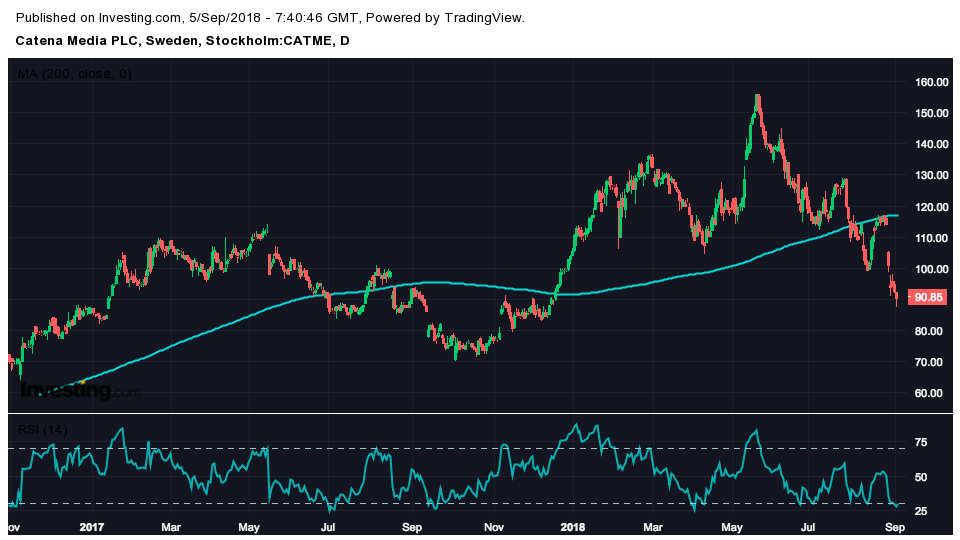 Published on Investing.com, 5/Sep/2018 - 7:40:46 GMT, Powered by TradingView.
Catena Media PLC, Sweden, Stockholm:CATME, D
MA (200, close, 0)
160.00
150.00
140.00
130.00
120.00
110.00
100.00
90.85
80.00
70.00
60.00
Investing.com
RSI (14)
75
50
25
ov 2017 Mar May Jul Sep Nov 2018 Mar May Jul Sep